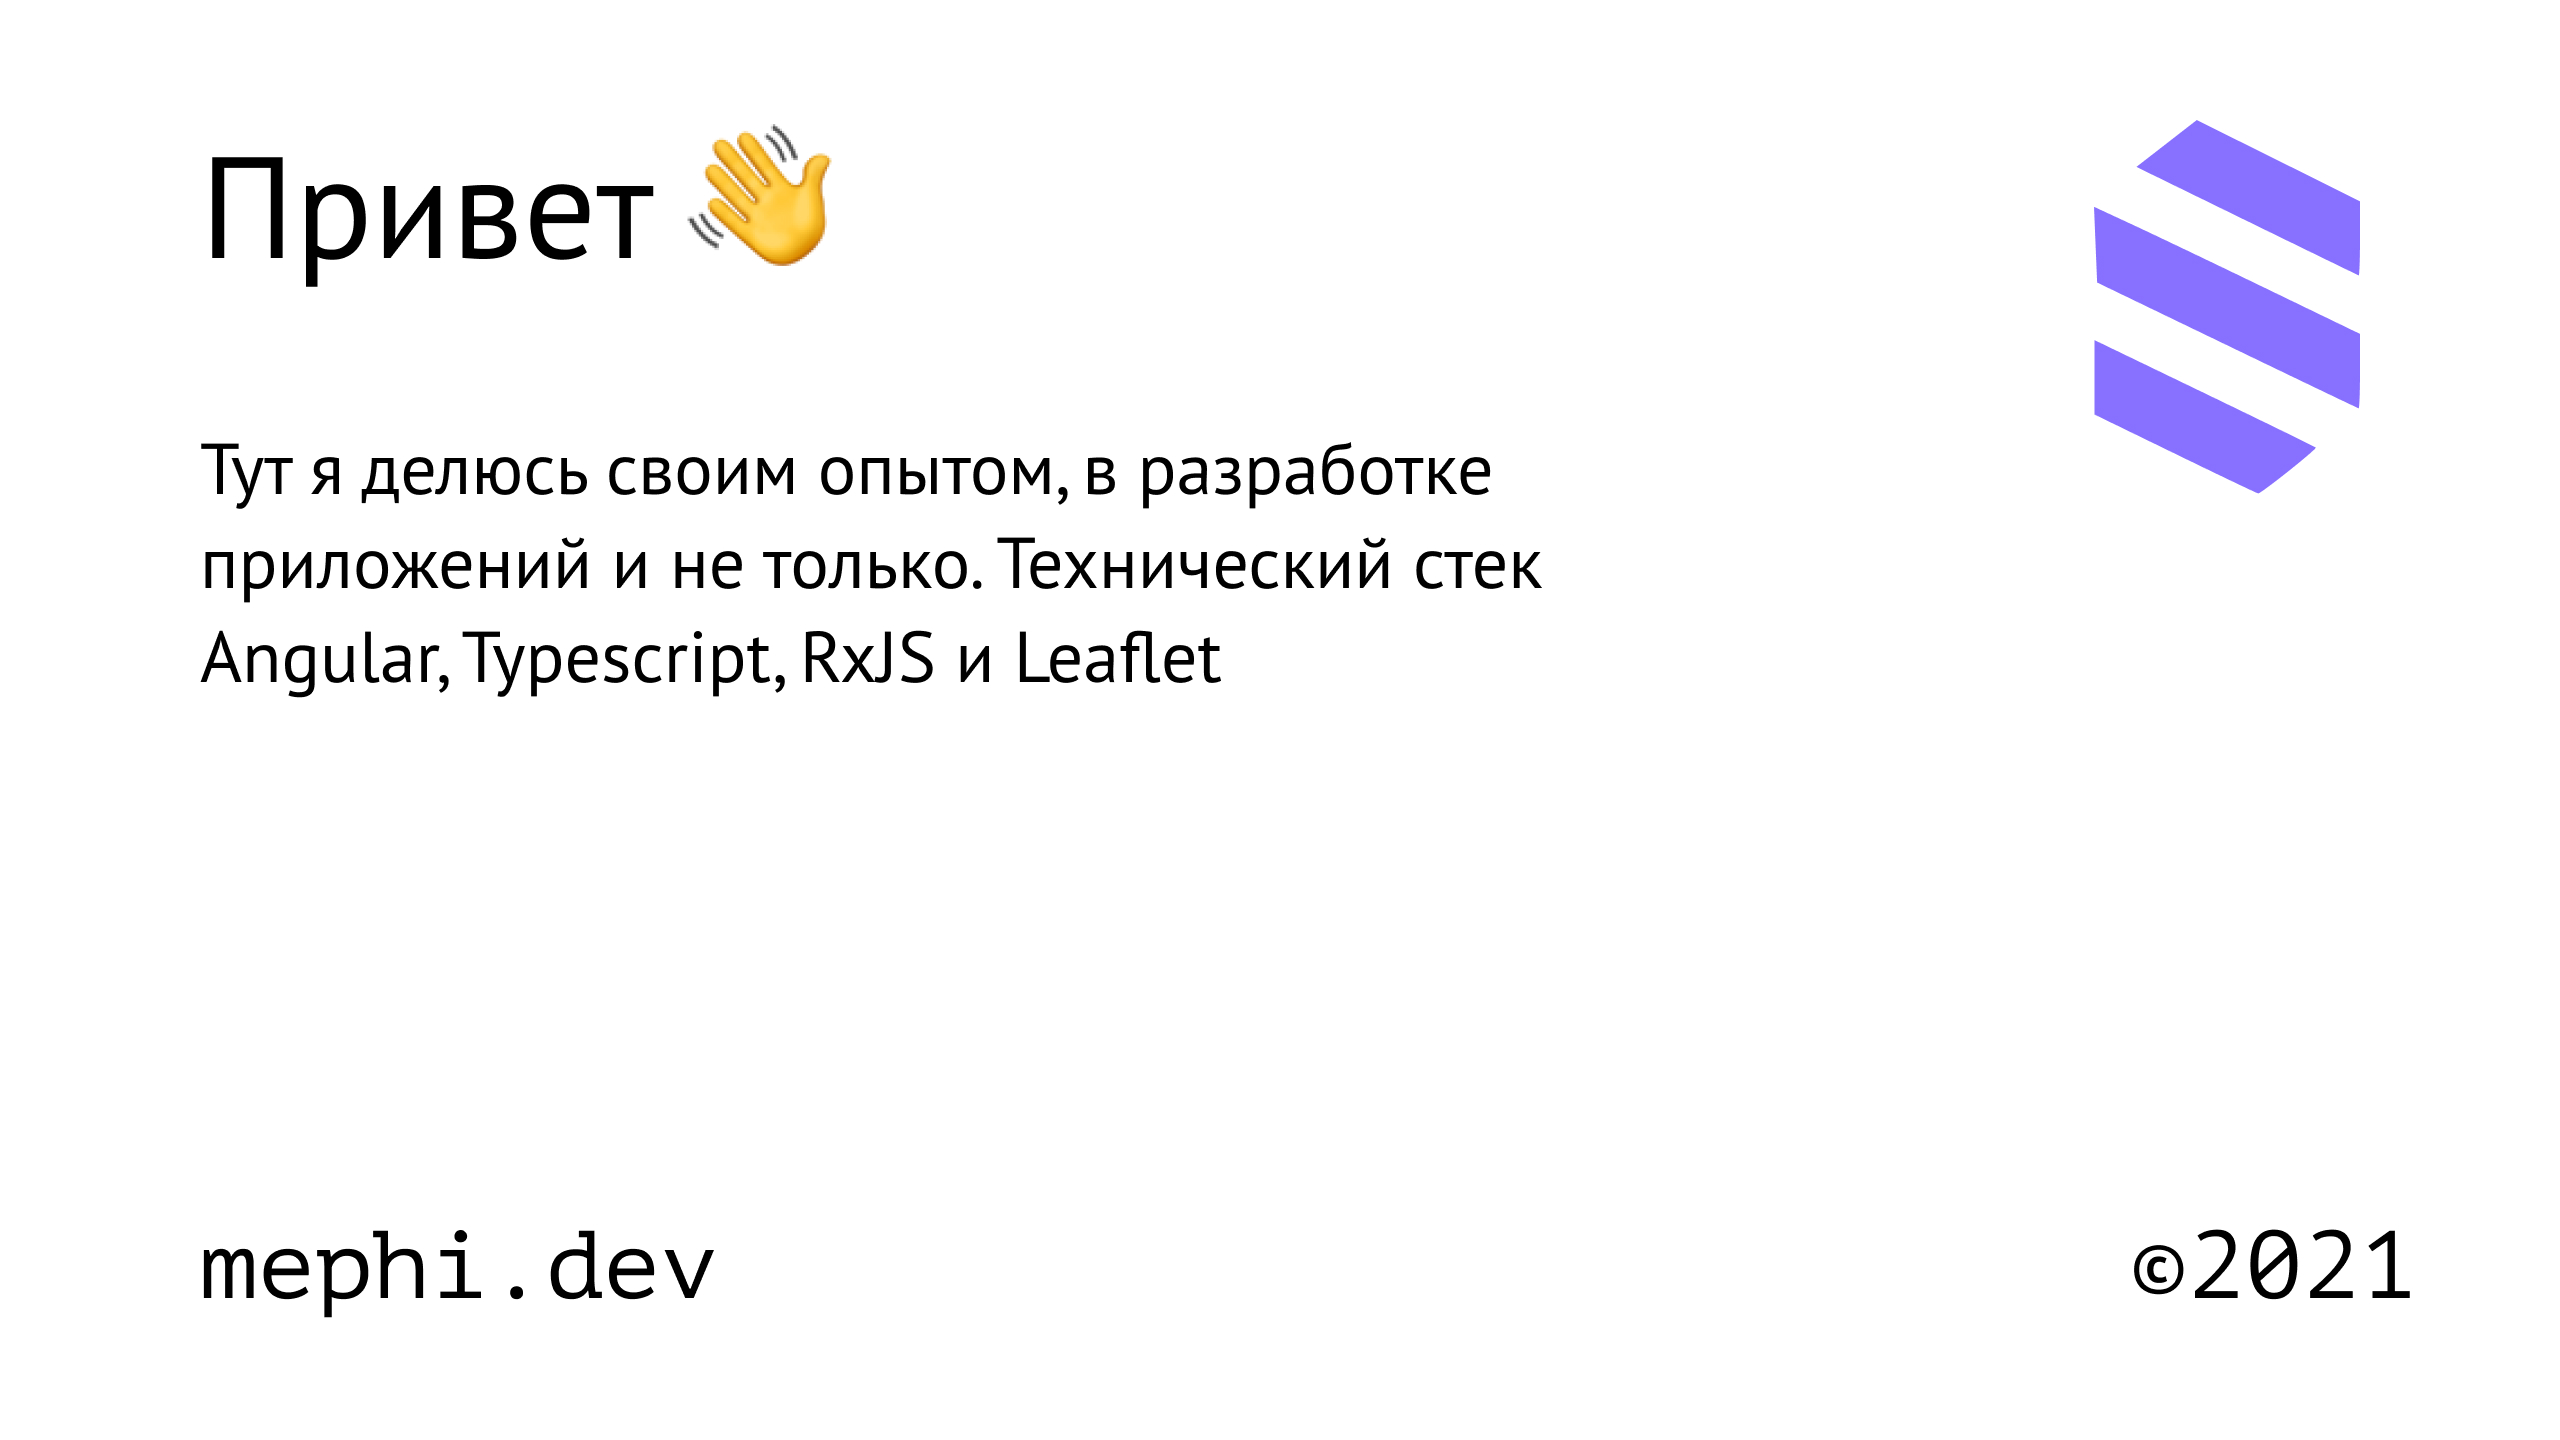 Привет 👋
Тут я делюсь своим опытом, в разработке
приложений и не только. Технический стек
Angular, Typescript, RxJS и Leaflet
mephi.dev
©2021